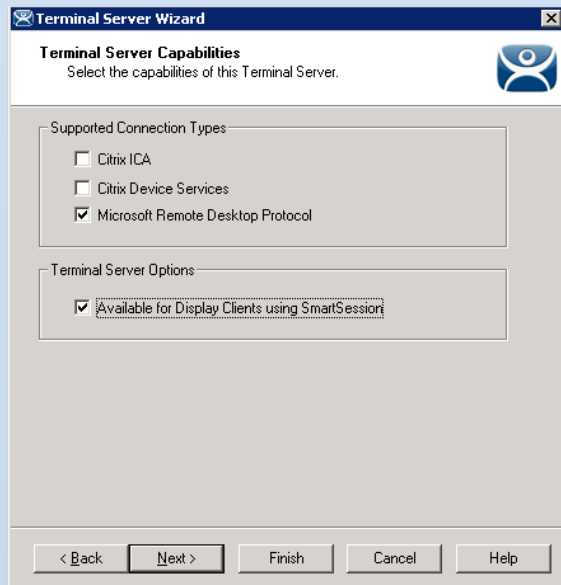 Terminal Server Wizard
Terminal Server Capabilities
Select the capabilities of this Terminal Server.
Supported Connection Types
Citrix ICA
Citrix Device Services
Microsoft Remote Desktop Protocol
Terminal Server Options
Available for Display Clients using SmartSession
< Back Next > Finish Cancel Help